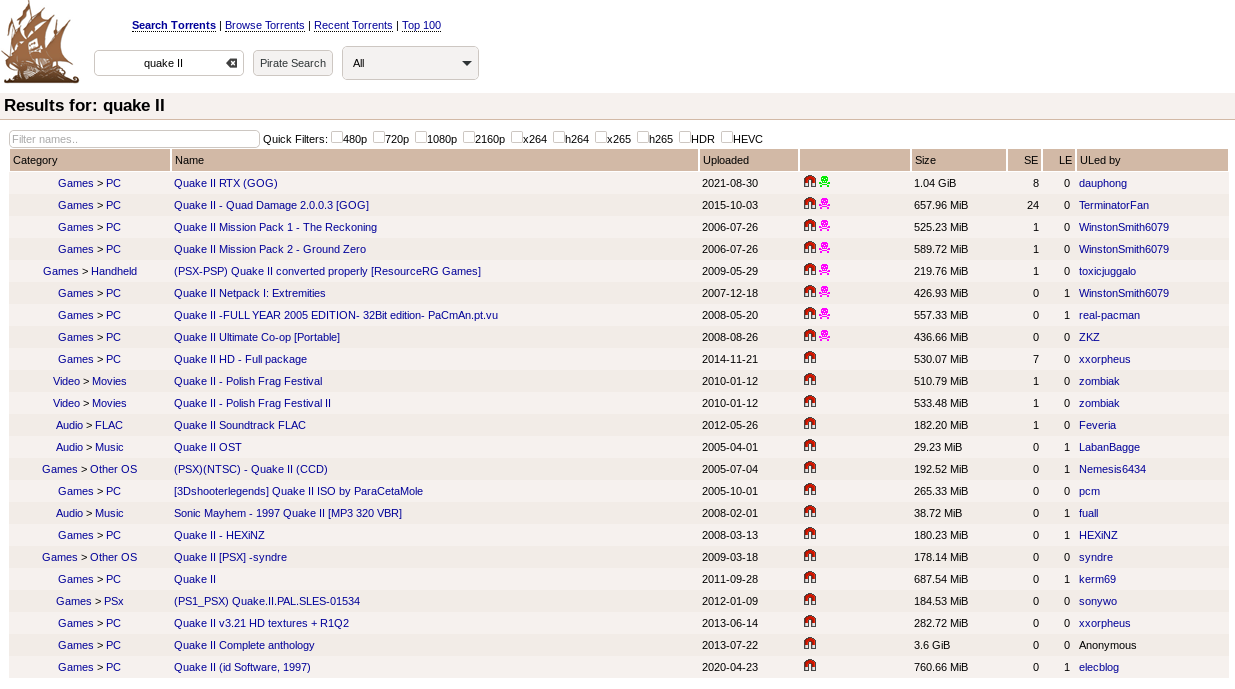 Search Torrents | Browse Torrents | Recent Torrents | Top 100
quake II Pirate Search All
Results for: quake II
Filter names.. Quick Filters: 480p 720p 1080p 2160p x264 h264 x265 h265 HDR HEVC
Category Name Uploaded Size SE LE ULed by
Games > PC Quake II RTX (GOG) 2021-08-30 1.04 GiB 8 0 dauphong
Games > PC Quake II - Quad Damage 2.0.0.3 [GOG] 2015-10-03 657.96 MiB 24 0 TerminatorFan
Games > PC Quake II Mission Pack 1 - The Reckoning 2006-07-26 525.23 MiB 1 0 WinstonSmith6079
Games > PC Quake II Mission Pack 2 - Ground Zero 2006-07-26 589.72 MiB 1 0 WinstonSmith6079
Games > Handheld (PSX-PSP) Quake II converted properly [ResourceRG Games] 2009-05-29 219.76 MiB 1 0 toxicjuggalo
Games > PC Quake II Netpack I: Extremities 2007-12-18 426.93 MiB 0 1 WinstonSmith6079
Games > PC Quake II -FULL YEAR 2005 EDITION- 32Bit edition- PaCmAn.pt.vu 2008-05-20 557.33 MiB 0 1 real-pacman
Games > PC Quake II Ultimate Co-op [Portable] 2008-08-26 436.66 MiB 0 0 ZKZ
Games > PC Quake II HD - Full package 2014-11-21 530.07 MiB 7 0 xxorpheus
Video > Movies Quake II - Polish Frag Festival 2010-01-12 510.79 MiB 1 0 zombiak
Video > Movies Quake II - Polish Frag Festival II 2010-01-12 533.48 MiB 1 0 zombiak
Audio > FLAC Quake II Soundtrack FLAC 2012-05-26 182.20 MiB 1 0 Feveria
Audio > Music Quake II OST 2005-04-01 29.23 MiB 0 1 LabanBagge
Games > Other OS (PSX)(NTSC) - Quake II (CCD) 2005-07-04 192.52 MiB 0 1 Nemesis6434
Games > PC [3Dshooterlegends] Quake II ISO by ParaCetaMole 2005-10-01 265.33 MiB 0 0 pcm
Audio > Music Sonic Mayhem - 1997 Quake II [MP3 320 VBR] 2008-02-01 38.72 MiB 0 1 fuall
Games > PC Quake II - HEXiNZ 2008-03-13 180.23 MiB 0 1 HEXiNZ
Games > Other OS Quake II [PSX] -syndre 2009-03-18 178.14 MiB 0 0 syndre
Games > PC Quake II 2011-09-28 687.54 MiB 0 1 kerm69
Games > PSx (PS1_PSX) Quake.II.PAL.SLES-01534 2012-01-09 184.53 MiB 0 0 sonywo
Games > PC Quake II v3.21 HD textures + R1Q2 2013-06-14 282.72 MiB 0 0 xxorpheus
Games > PC Quake II Complete anthology 2013-07-22 3.6 GiB 0 0 Anonymous
Games > PC Quake II (id Software, 1997) 2020-04-23 760.66 MiB 0 1 elecblog